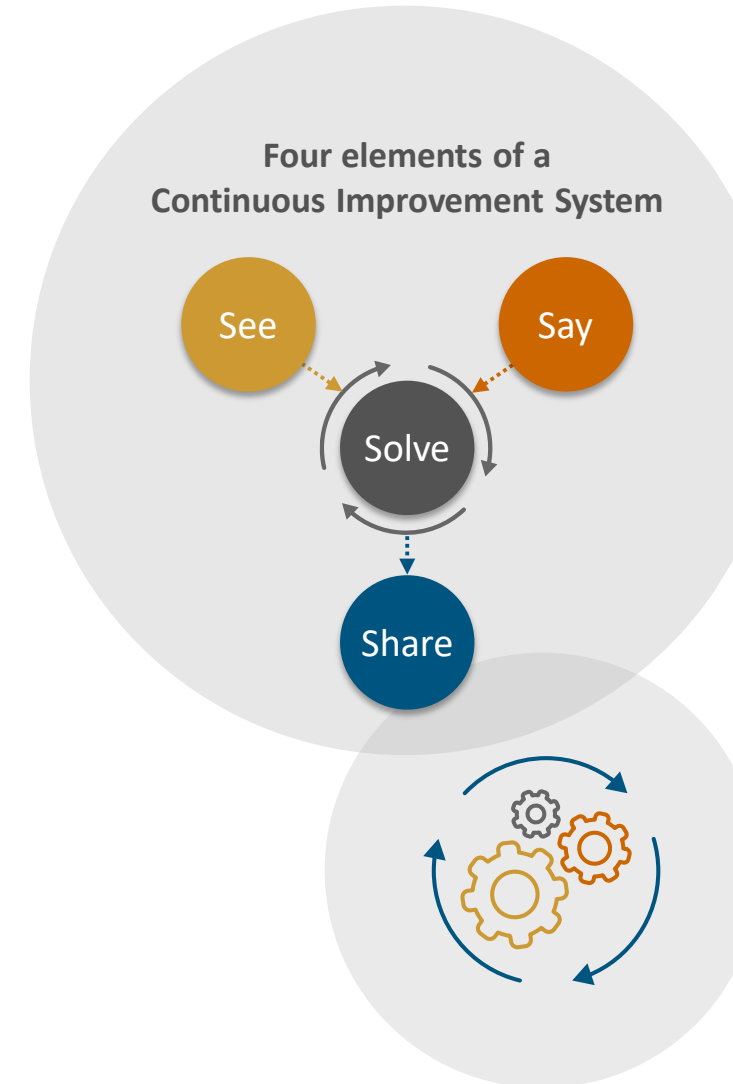 Four elements of a
Continuous Improvement System
See
Say
Solve
Share